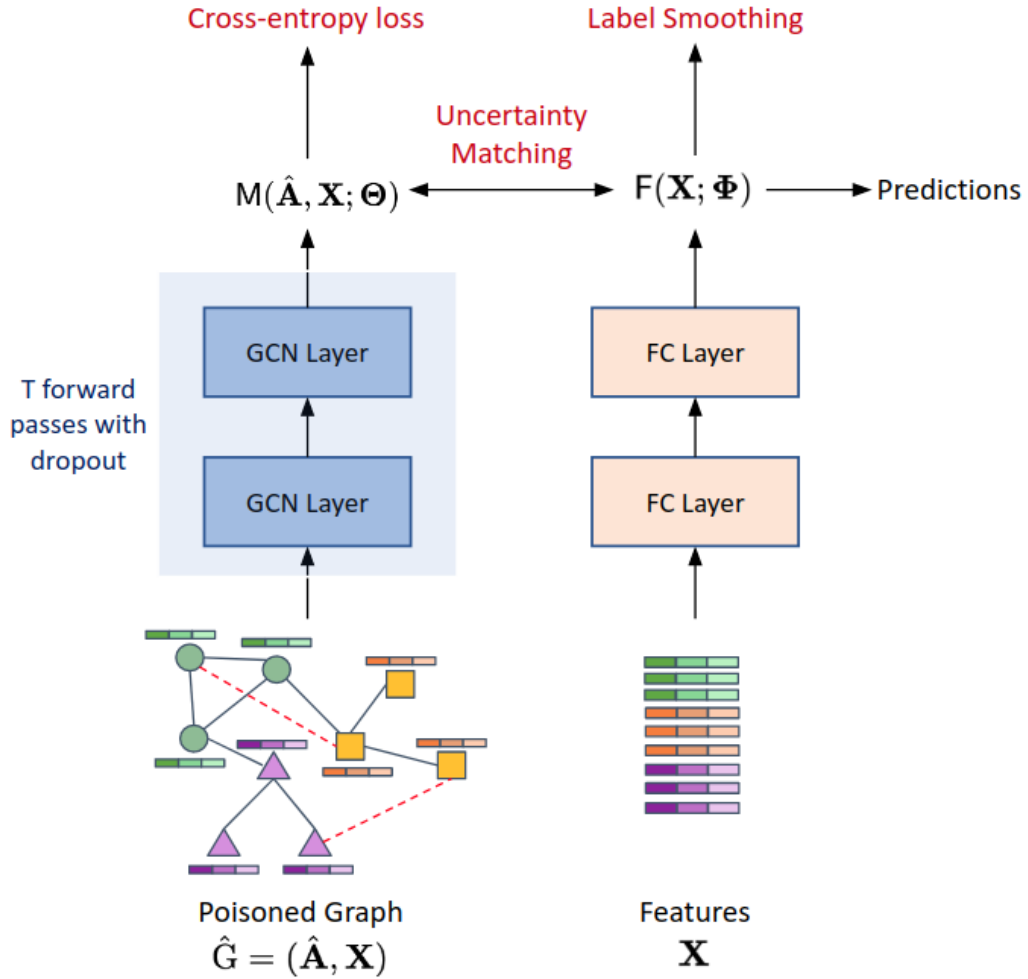 Cross-entropy loss
Label Smoothing
Uncertainty
Matching
M(Â, X; Θ)
F(X; Φ)
Predictions
GCN Layer
FC Layer
T forward
passes with
dropout
GCN Layer
FC Layer
Poisoned Graph
Features
Ĝ = (Â, X)
X